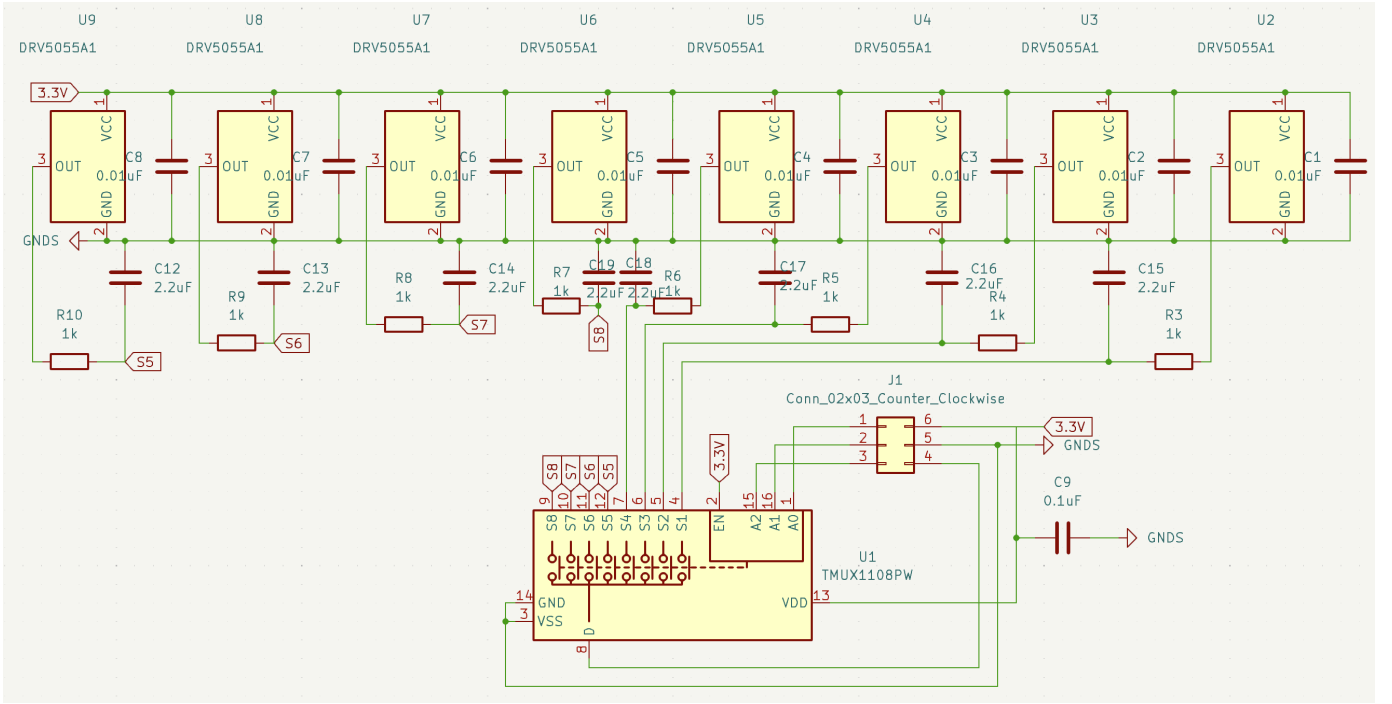 U9
U8
U7
U6
U5
U4
U3
U2
DRV5055A1
DRV5055A1
DRV5055A1
DRV5055A1
DRV5055A1
DRV5055A1
DRV5055A1
DRV5055A1
3.3V
1
1
1
1
1
1
1
1
VCC
VCC
VCC
VCC
VCC
VCC
VCC
VCC
3 OUT
C8
3 OUT
C7
3 OUT
C6
3 OUT
C5
3 OUT
C4
3 OUT
C3
3 OUT
C2
3 OUT
C1
0.01uF
0.01uF
0.01uF
0.01uF
0.01uF
0.01uF
0.01uF
0.01uF
GND
GND
GND
GND
GND
GND
GND
GND
2
2
2
2
2
2
2
2
GNDS
C12
2.2uF
C13
2.2uF
C14
2.2uF
C19
2.2uF
C18
2.2uF
C17
2.2uF
C16
2.2uF
C15
2.2uF
R10
1k
R9
1k
R8
1k
R7
1k
R6
1k
R5
1k
R4
1k
R3
1k
S5
S6
S7
S8
J1
Conn_02x03_Counter_Clockwise
1
2
3
6
5
4
3.3V
GNDS
C9
0.1uF
GNDS
3.3V
S8
S7
S6
S5
9
10
11
12
7
6
5
4
2
15
16
1
S8
S7
S6
S5
S4
S3
S2
S1
EN
A2
A1
A0
U1
TMUX1108PW
14 GND
3 VSS
VDD 13
D
8